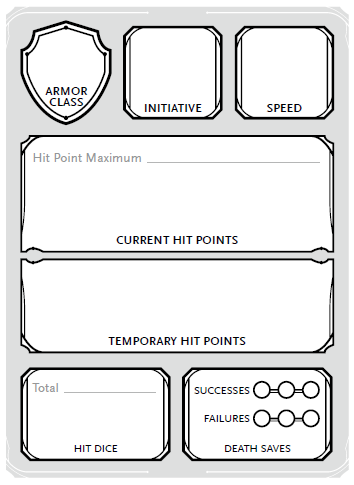 ARMOR
CLASS
INITIATIVE
SPEED
Hit Point Maximum
CURRENT HIT POINTS
TEMPORARY HIT POINTS
Total
HIT DICE
SUCCESSES
FAILURES
DEATH SAVES